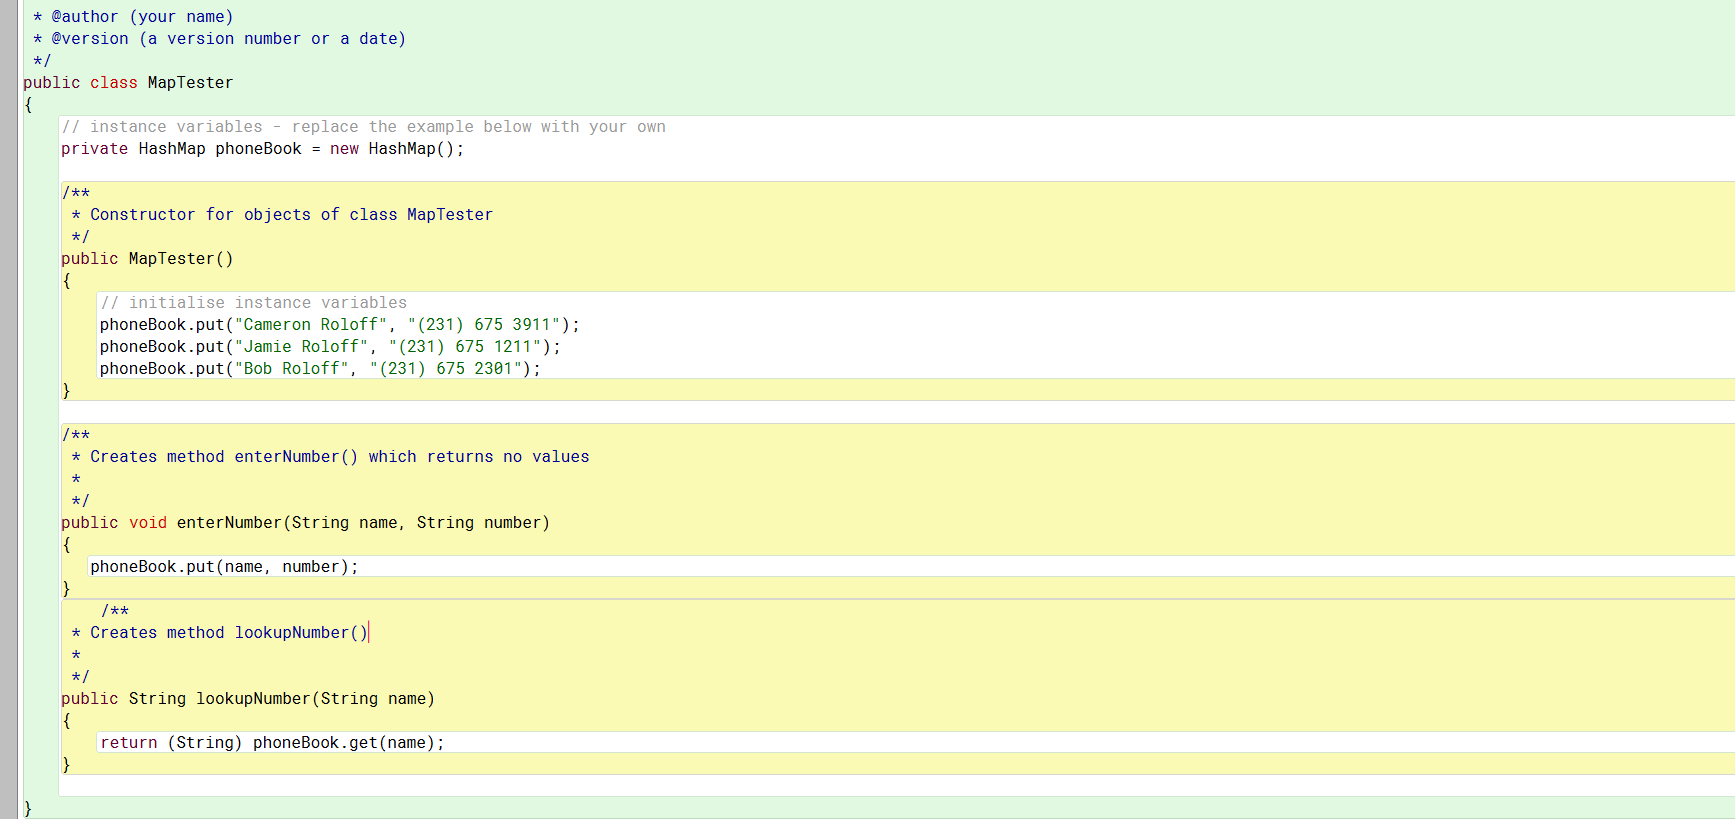 * @author (your name)
* @version (a version number or a date)
*/
public class MapTester
{
// instance variables - replace the example below with your own
private HashMap phoneBook = new HashMap();
/**
* Constructor for objects of class MapTester
*/
public MapTester()
{
// initialise instance variables
phoneBook.put("Cameron Roloff", "(231) 675 3911");
phoneBook.put("Jamie Roloff", "(231) 675 1211");
phoneBook.put("Bob Roloff", "(231) 675 2301");
}
/**
* Creates method enterNumber() which returns no values
*
*/
public void enterNumber(String name, String number)
{
phoneBook.put(name, number);
}
/**
* Creates method lookupNumber()
*
*/
public String lookupNumber(String name)
{
return (String) phoneBook.get(name);
}
}